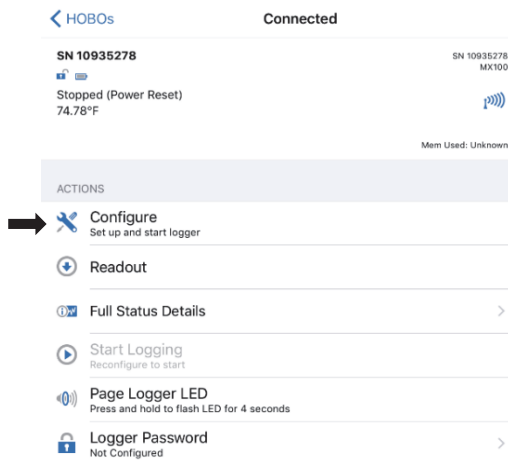 HOBOs
Connected
SN 10935278
SN 10935278
MX100
Stopped (Power Reset)
74.78°F
Mem Used: Unknown
ACTIONS
Configure
Set up and start logger
Readout
Full Status Details
Start Logging
Reconfigure to start
Page Logger LED
Press and hold to flash LED for 4 seconds
Logger Password
Not Configured